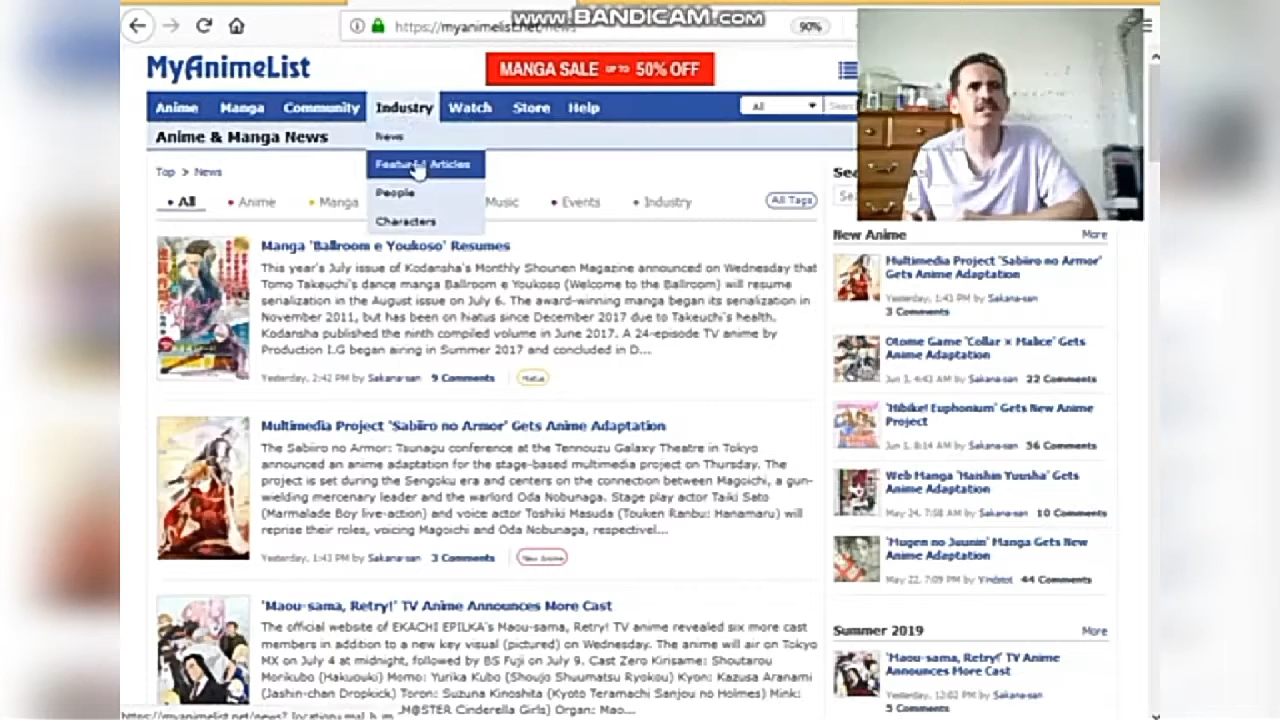 www.BANDICAM.com
https://myanimelist.net/news
90%
MyAnimeList
MANGA SALE UP TO 50% OFF
Anime Manga Community Industry Watch Store Help
All
Anime & Manga News
News
Featured Articles
People
Characters
Top > News
All Anime Manga Music Events Industry All Tags
Manga 'Ballroom e Youkoso' Resumes
This year's July issue of Kodansha's Monthly Shounen Magazine announced on Wednesday that
Tomo Takeuchi's dance manga Ballroom e Youkoso (Welcome to the Ballroom) will resume
serialization in the August issue on July 6. The award-winning manga began its serialization in
November 2011, but has been on hiatus since December 2017 due to Takeuchi's health.
Kodansha published the ninth compiled volume in June 2017. A 24-episode TV anime by
Production I.G began airing in Summer 2017 and concluded in D...
Yesterday, 2:42 PM by Sakana-san 9 Comments
Multimedia Project 'Sabiiro no Armor' Gets Anime Adaptation
The Sabiiro no Armor: Tsunagu conference at the Tennouzu Galaxy Theatre in Tokyo
announced an anime adaptation for the stage-based multimedia project on Thursday. The
project is set during the Sengoku era and centers on the connection between Magoichi, a gun-
wielding mercenary leader and the warlord Oda Nobunaga. Stage play actor Taiki Sato
(Marmalade Boy live-action) and voice actor Toshiki Masuda (Touken Ranbu: Hanamaru) will
reprise their roles, voicing Magoichi and Oda Nobunaga, respectivel...
Yesterday, 1:43 PM by Sakana-san 3 Comments New Anime
'Maou-sama, Retry!' TV Anime Announces More Cast
The official website of EKACHI EPILKA's Maou-sama, Retry! TV anime revealed six more cast
members in addition to a new key visual (pictured) on Wednesday. The anime will air on Tokyo
MX on July 4 at midnight, followed by BS Fuji on July 9. Cast Zero Kirisame: Shoutarou
Morikubo (Hakuouki) Momo: Yurika Kubo (Shoujo Shuumatsu Ryokou) Kyon: Kazusa Aranami
(Jashin-chan Dropkick) Toron: Suzuna Kinoshita (Kyoto Teramachi Sanjou no Holmes) Mink:
M@STER Cinderella Girls) Organ: Mao...
New Anime More
Multimedia Project 'Sabiiro no Armor'
Gets Anime Adaptation
Yesterday, 1:43 PM by Sakana-san
3 Comments
Otome Game 'Collar x Malice' Gets
Anime Adaptation
Jun 3, 4:43 AM by Sakana-san 22 Comments
'Hibike! Euphonium' Gets New Anime
Project
Jun 1, 8:14 AM by Sakana-san 36 Comments
Web Manga 'Haishin Yuusha' Gets
Anime Adaptation
May 24, 7:58 AM by Sakana-san 10 Comments
'Mugen no Juunin' Manga Gets New
Anime Adaptation
May 22, 7:09 PM by Vindstot 44 Comments
Summer 2019 More
'Maou-sama, Retry!' TV Anime
Announces More Cast
Yesterday, 12:02 PM by Sakana-san
5 Comments